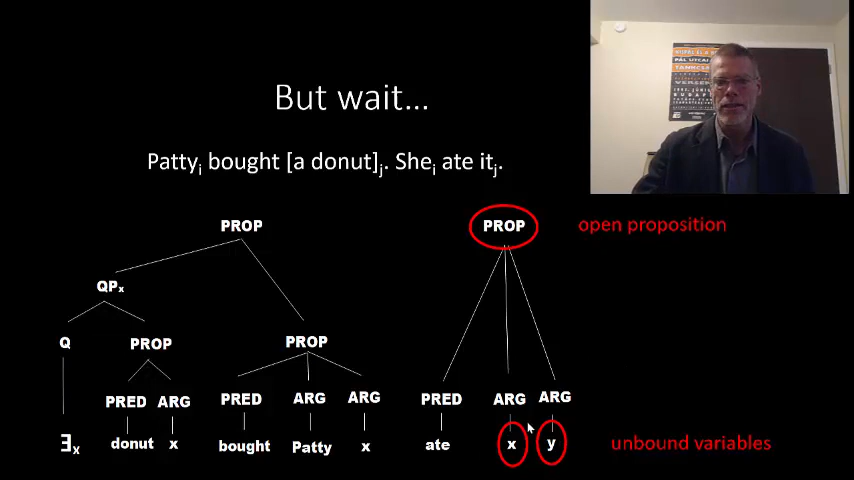 But wait...
Pattyᵢ bought [a donut]ⱼ. Sheᵢ ate itⱼ.
PROP PROP open proposition
QPₓ
Q PROP PROP
PRED ARG PRED ARG ARG PRED ARG ARG
∃ₓ donut x bought Patty x ate x y unbound variables